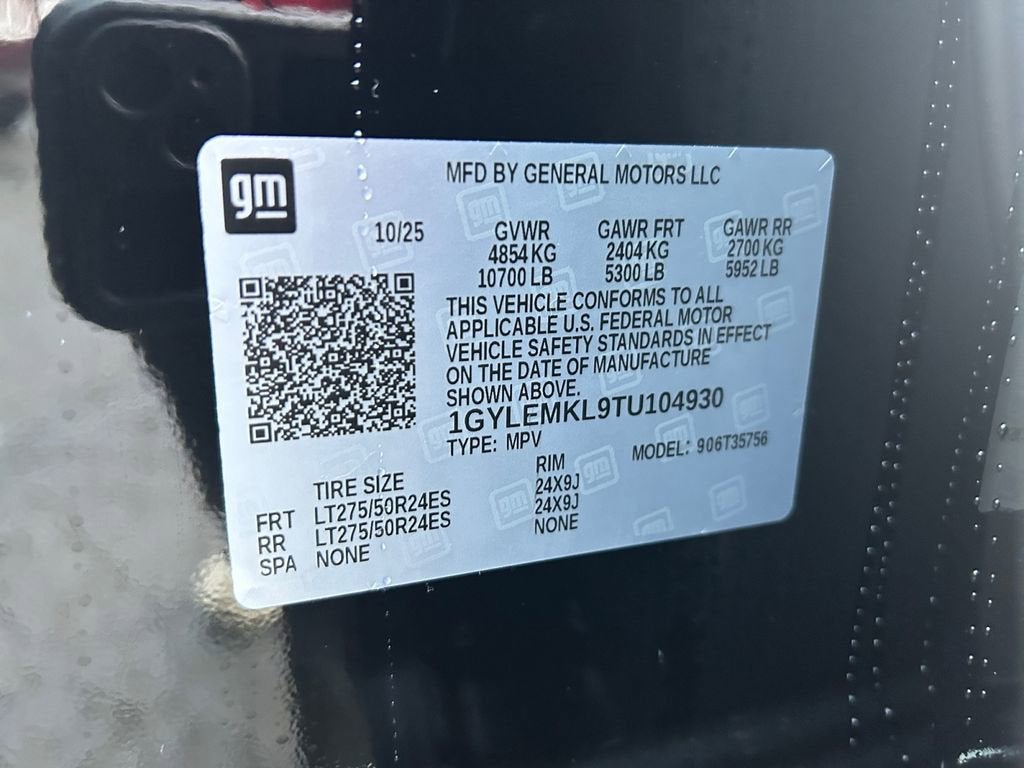 gm
MFD BY GENERAL MOTORS LLC
10/25 GVWR GAWR FRT GAWR RR
4854 KG 2404 KG 2700 KG
10700 LB 5300 LB 5952 LB
THIS VEHICLE CONFORMS TO ALL
APPLICABLE U.S. FEDERAL MOTOR
VEHICLE SAFETY STANDARDS IN EFFECT
ON THE DATE OF MANUFACTURE
SHOWN ABOVE.
1GYLEMKL9TU104930
TYPE: MPV MODEL: 906T35756
TIRE SIZE RIM
FRT LT275/50R24ES 24X9J
RR LT275/50R24ES 24X9J
SPA NONE NONE